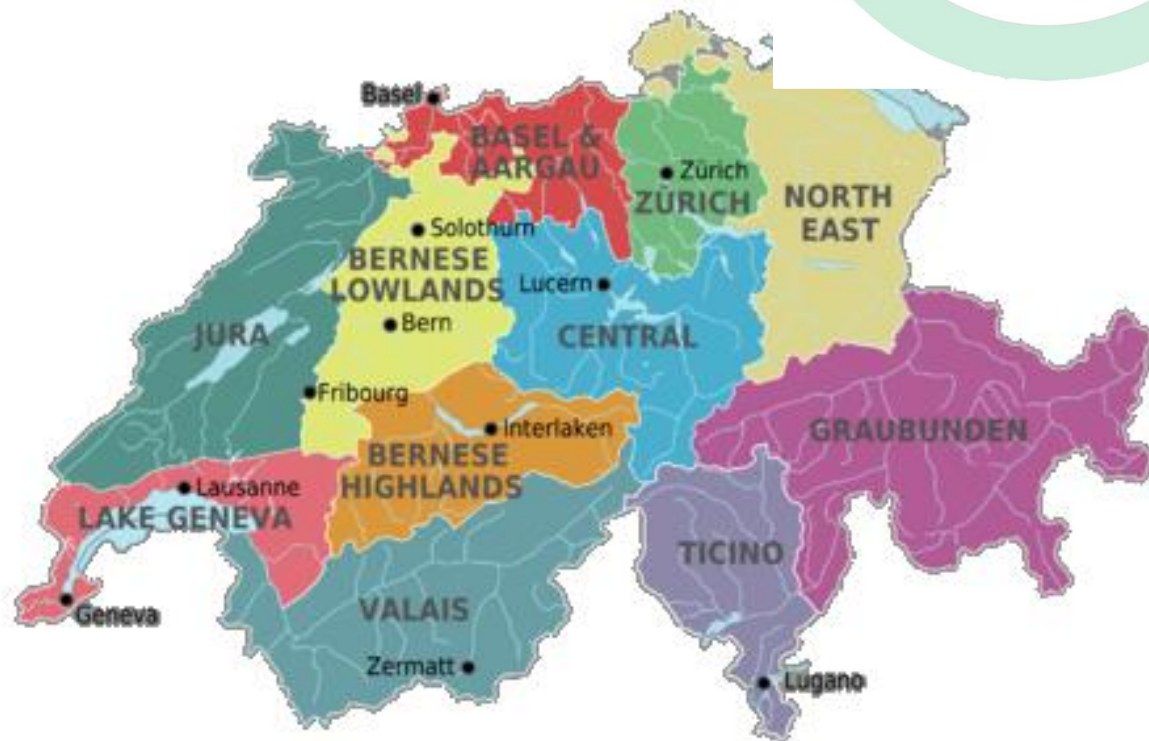 Basel
BASEL &
AARGAU
Zürich
ZÜRICH
NORTH
EAST
Solothurn
BERNESE
LOWLANDS
Lucern
Bern
JURA
CENTRAL
Fribourg
Interlaken
GRAUBUNDEN
BERNESE
HIGHLANDS
Lausanne
LAKE GENEVA
TICINO
Geneva
VALAIS
Zermatt
Lugano